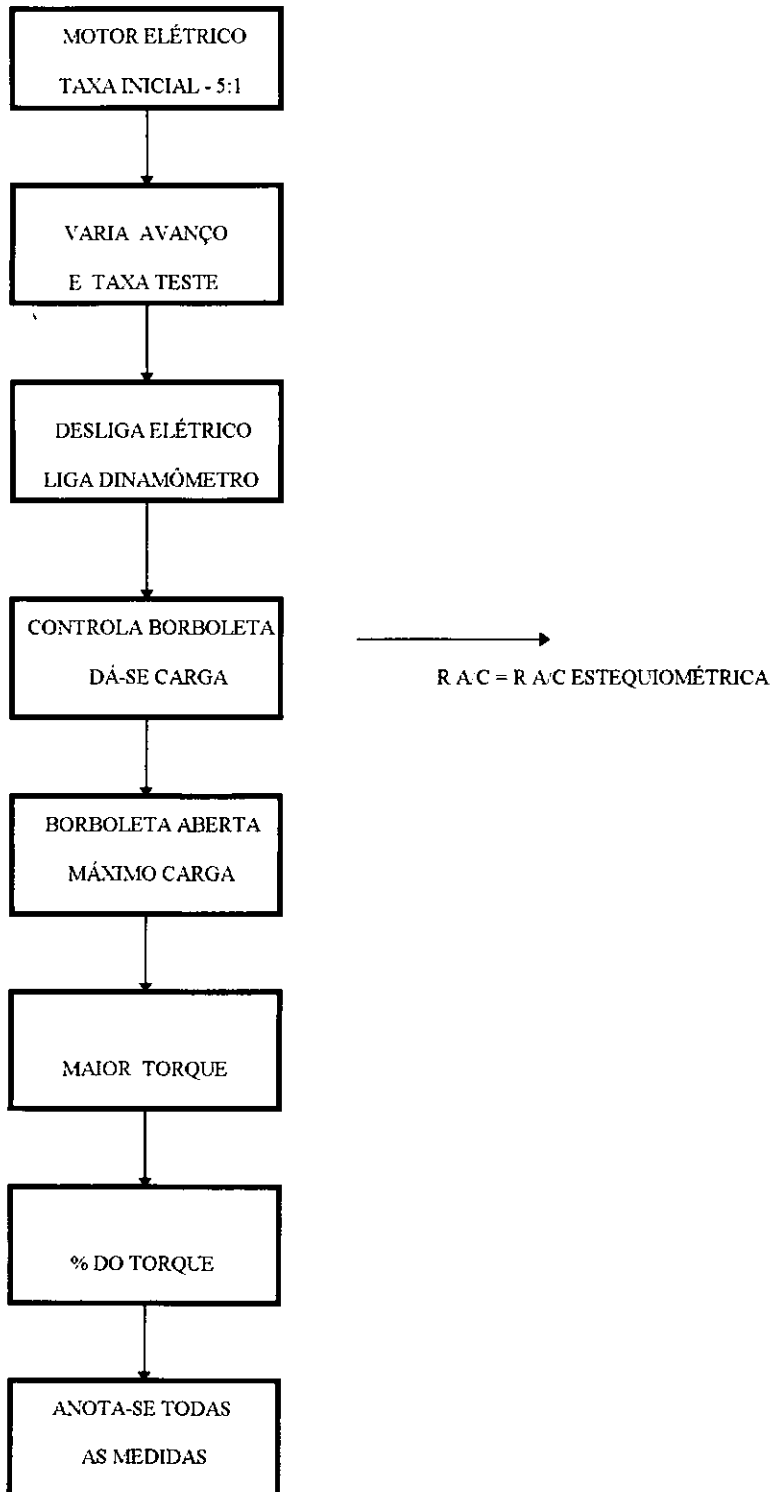 MOTOR ELÉTRICO
TAXA INICIAL - 5:1
VARIA AVANÇO
E TAXA TESTE
DESLIGA ELÉTRICO
LIGA DINAMÔMETRO
CONTROLA BORBOLETA
DÁ-SE CARGA
R A/C = R A/C ESTEQUIOMÉTRICA
BORBOLETA ABERTA
MÁXIMO CARGA
MAIOR TORQUE
% DO TORQUE
ANOTA-SE TODAS
AS MEDIDAS